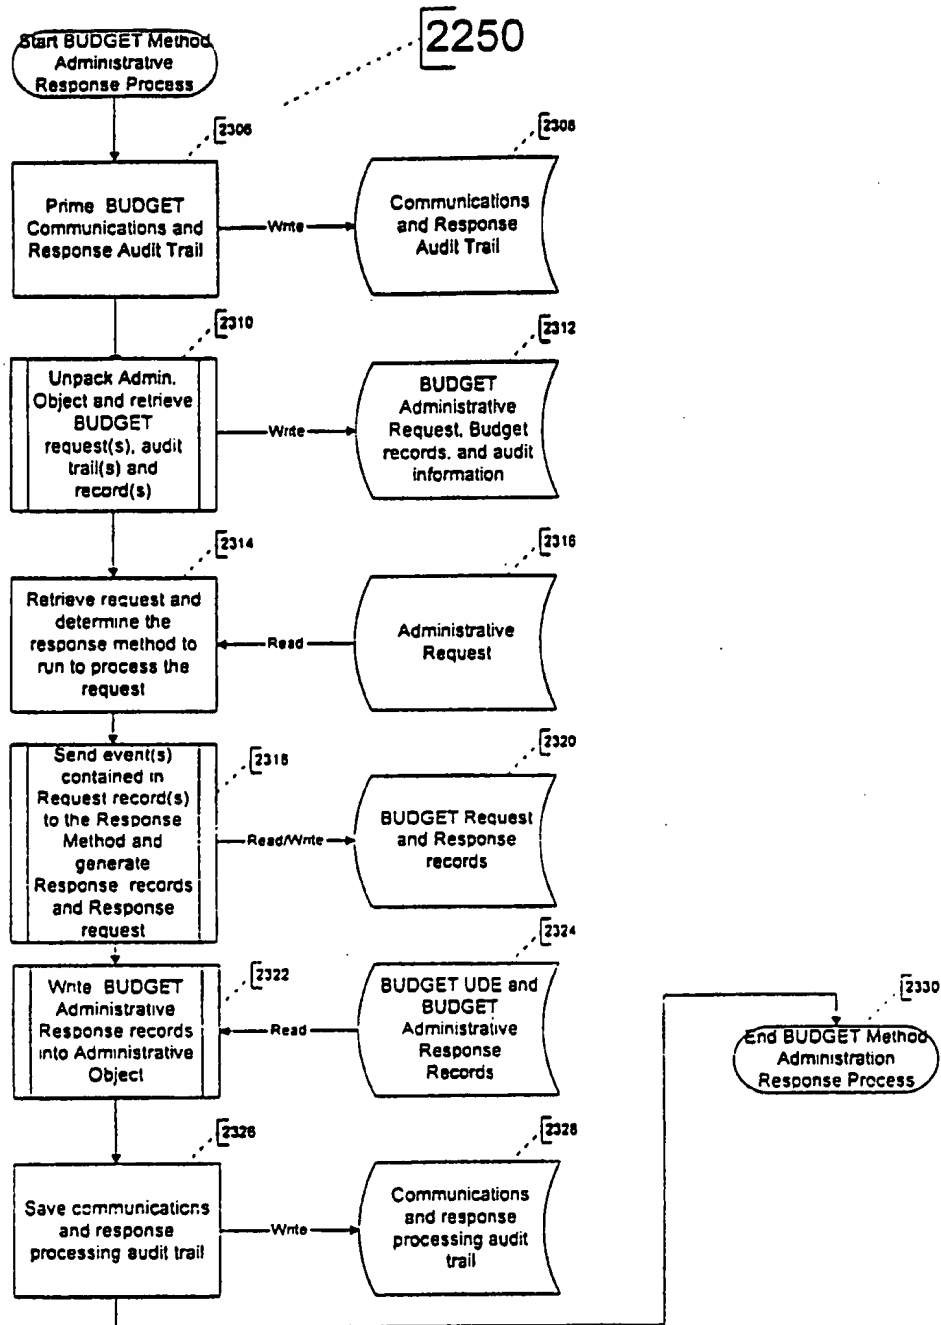 Start BUDGET Method
Administrative
Response Process
2250
2306
Prime BUDGET
Communications and
Response Audit Trail
Write
2308
Communications
and Response
Audit Trail
2310
Unpack Admin.
Object and retrieve
BUDGET
request(s), audit
trail(s) and
record(s)
Write
2312
BUDGET
Administrative
Request, Budget
records, and audit
information
2314
Retrieve request and
determine the
response method to
run to process the
request
Read
2316
Administrative
Request
2318
Send event(s)
contained in
Request record(s)
to the Response
Method and
generate
Response records
and Response
request
Read/Write
2320
BUDGET Request
and Response
records
2322
Write BUDGET
Administrative
Response records
into Administrative
Object
Read
2324
BUDGET UDE and
BUDGET
Administrative
Response
Records
2326
Save communications
and response
processing audit trail
Write
2328
Communications
and response
processing audit
trail
2330
End BUDGET Method
Administration
Response Process